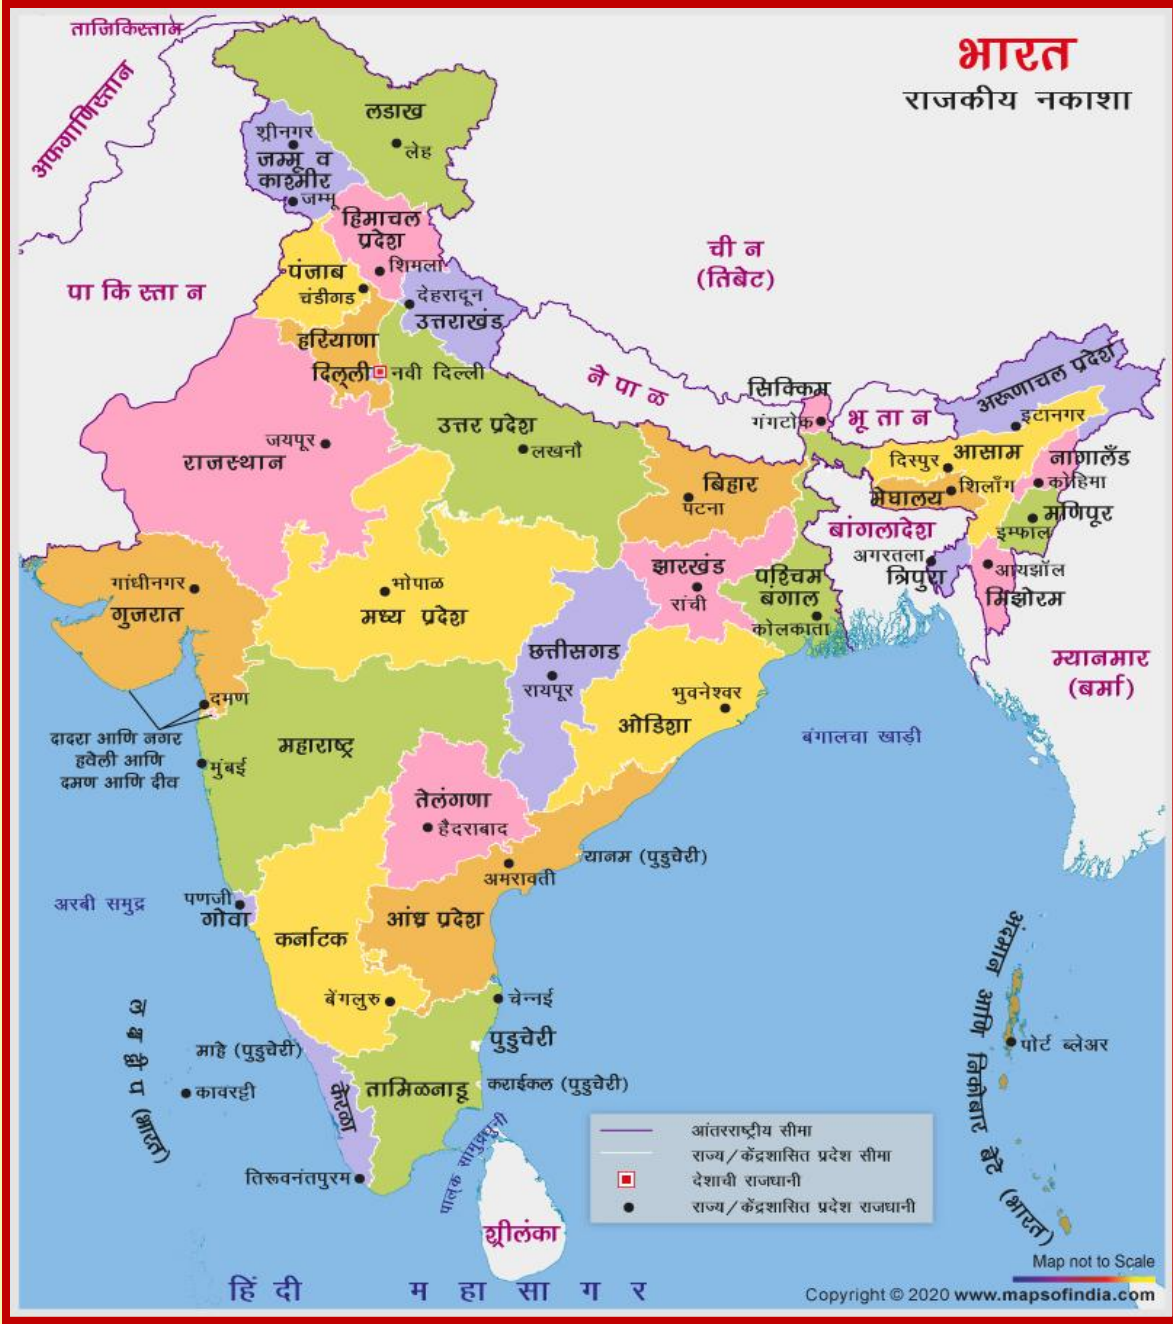 ताजिकिस्तान
भारत
राजकीय नकाशा
अफगाणिस्तान
लडाख
श्रीनगर
लेह
जम्मू व
काश्मीर
जम्मू
हिमाचल
प्रदेश
ची न
(तिबेट)
पा कि स्ता न
पंजाब
शिमला
चंडीगड
देहरादून
उत्तराखंड
हरियाणा
दिल्ली
नवी दिल्ली
ने पा ळ
सिक्किम
गंगटोक
भू ता न
अरूणाचल प्रदेश
इटानगर
उत्तर प्रदेश
लखनौ
जयपूर
राजस्थान
दिस्पुर
आसाम
नागालँड
कोहिमा
बिहार
पटना
मेघालय
शिलाँग
मणिपूर
इम्फाल
बांगलादेश
अगरतला
त्रिपुरा
आयझॉल
मिझोरम
झारखंड
रांची
पश्चिम
बंगाल
कोलकाता
गांधीनगर
गुजरात
भोपाळ
मध्य प्रदेश
छत्तीसगड
रायपूर
म्यानमार
(बर्मा)
भुवनेश्वर
ओडिशा
दमण
दादरा आणि नगर
हवेली आणि
दमण आणि दीव
महाराष्ट्र
मुंबई
बंगालचा खाड़ी
तेलंगणा
हैदराबाद
यानम (पुडुचेरी)
अमरावती
अरबी समुद्र
पणजी
गोवा
कर्नाटक
आंध्र प्रदेश
बेंगलुरु
चेन्नई
पुडुचेरी
माहे (पुडुचेरी)
कराईकल (पुडुचेरी)
ल क्ष द्वी प (भारत)
कावरट्टी
केरळा
तामिळनाडू
तिरूवनंतपुरम
पाल्क सामुद्रधुनी
श्रीलंका
अंदमान आणि निकोबार बेटे (भारत)
पोर्ट ब्लेअर
आंतरराष्ट्रीय सीमा
राज्य/केंद्रशासित प्रदेश सीमा
देशाची राजधानी
राज्य/केंद्रशासित प्रदेश राजधानी
हिं दी म हा सा ग र
Map not to Scale
Copyright © 2020 www.mapsofindia.com